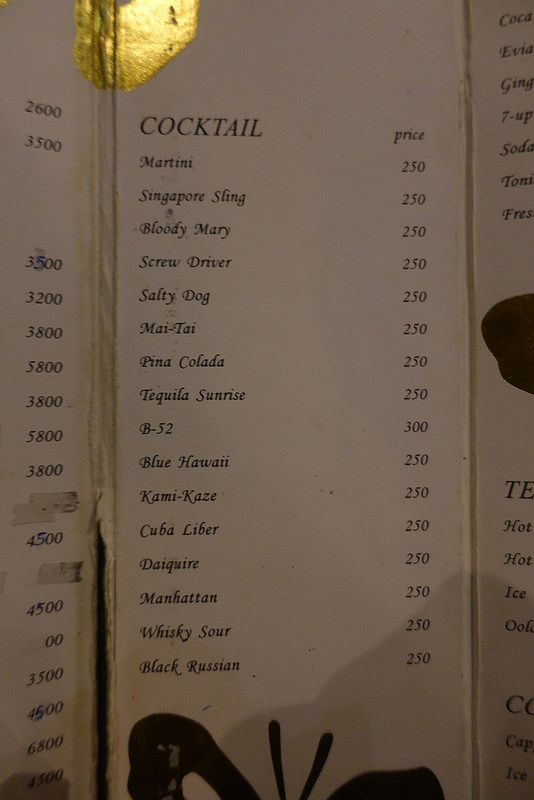 2600
3500
3500
3200
3800
5800
3800
5800
3800
4500
4500
00
3500
4500
6800
4500
COCKTAIL price
Martini 250
Singapore Sling 250
Bloody Mary 250
Screw Driver 250
Salty Dog 250
Mai-Tai 250
Pina Colada 250
Tequila Sunrise 250
B-52 300
Blue Hawaii 250
Kami-Kaze 250
Cuba Liber 250
Daiquire 250
Manhattan 250
Whisky Sour 250
Black Russian 250
Coca
Evia
Ging
7-up
Soda
Toni
Fres
TE
Hot
Hot
Ice
Oolo
CO
Cap
Ice